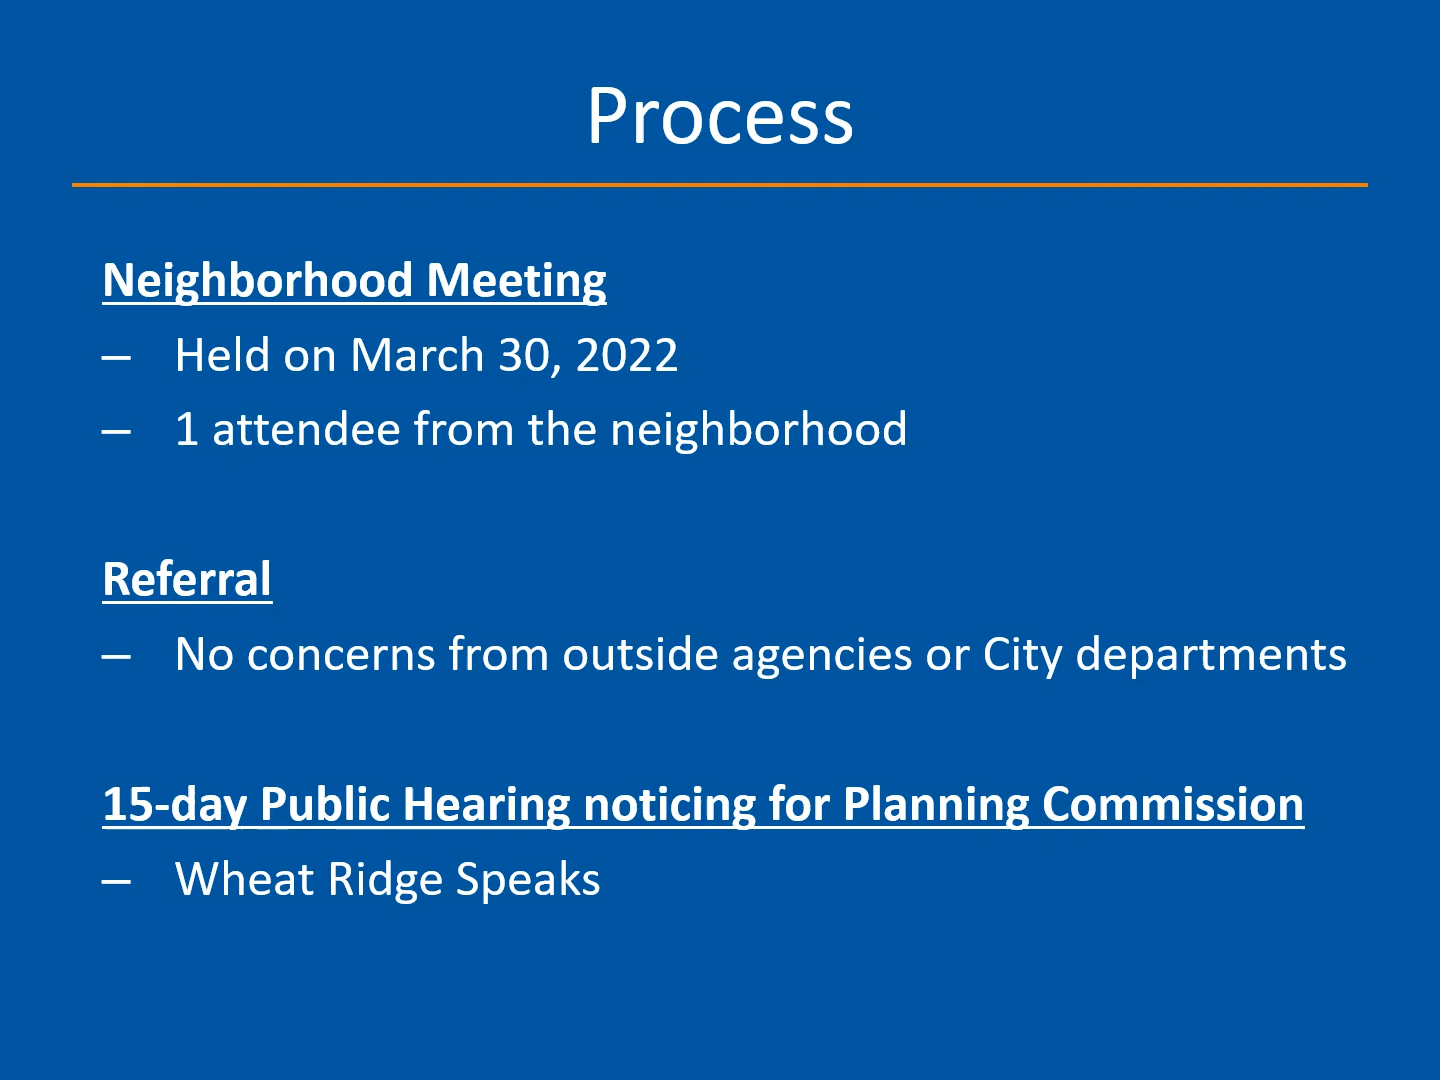 Process
Neighborhood Meeting
– Held on March 30, 2022
– 1 attendee from the neighborhood
Referral
– No concerns from outside agencies or City departments
15-day Public Hearing noticing for Planning Commission
– Wheat Ridge Speaks